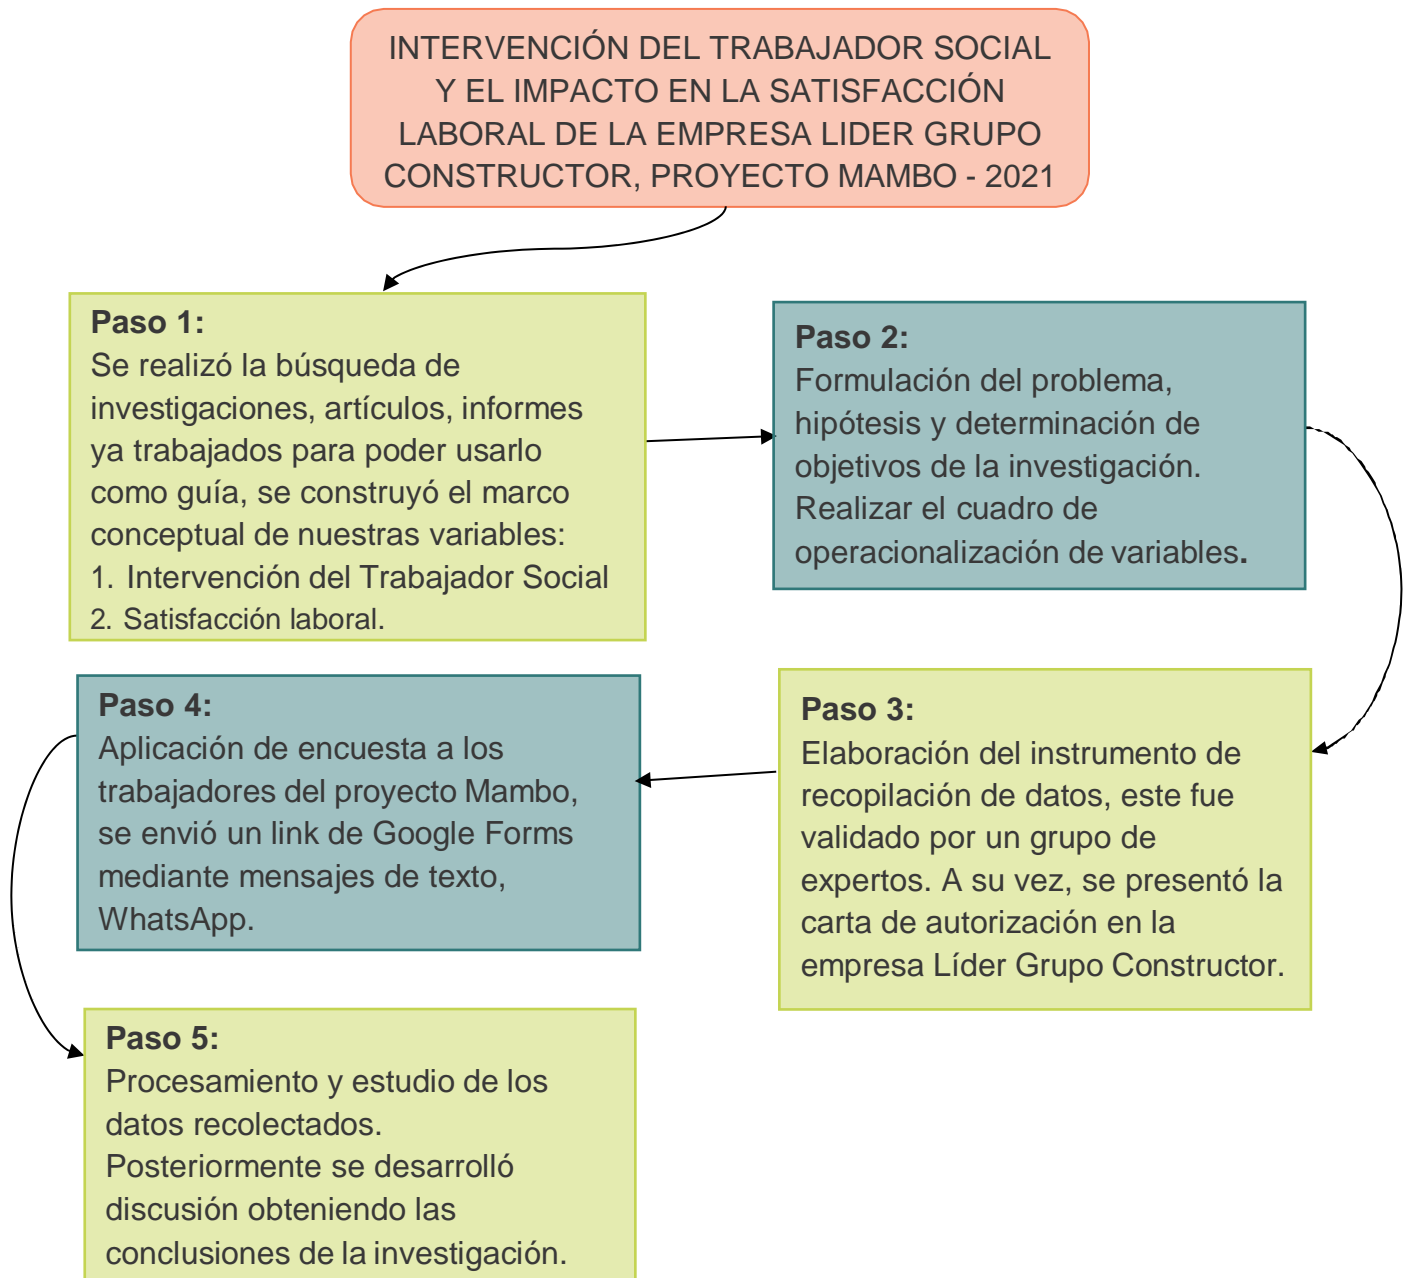 INTERVENCIÓN DEL TRABAJADOR SOCIAL
Y EL IMPACTO EN LA SATISFACCIÓN
LABORAL DE LA EMPRESA LIDER GRUPO
CONSTRUCTOR, PROYECTO MAMBO - 2021
Paso 1:
Se realizó la búsqueda de
investigaciones, artículos, informes
ya trabajados para poder usarlo
como guía, se construyó el marco
conceptual de nuestras variables:
1. Intervención del Trabajador Social
2. Satisfacción laboral.
Paso 2:
Formulación del problema,
hipótesis y determinación de
objetivos de la investigación.
Realizar el cuadro de
operacionalización de variables.
Paso 3:
Elaboración del instrumento de
recopilación de datos, este fue
validado por un grupo de
expertos. A su vez, se presentó la
carta de autorización en la
empresa Líder Grupo Constructor.
Paso 4:
Aplicación de encuesta a los
trabajadores del proyecto Mambo,
se envió un link de Google Forms
mediante mensajes de texto,
WhatsApp.
Paso 5:
Procesamiento y estudio de los
datos recolectados.
Posteriormente se desarrolló
discusión obteniendo las
conclusiones de la investigación.